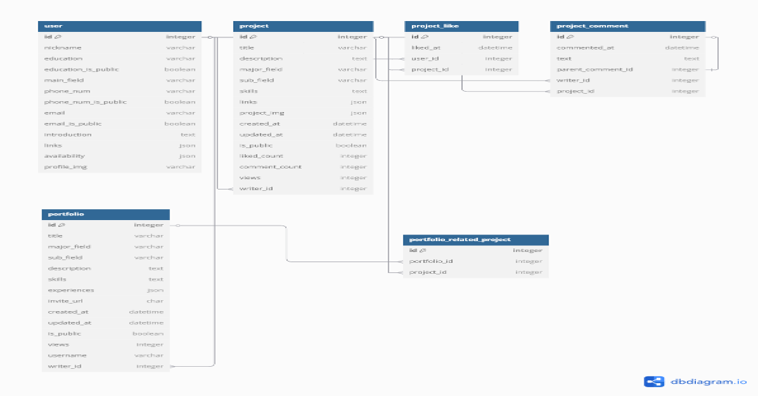 user
id integer
nickname varchar
education varchar
education_is_public boolean
main_field varchar
phone_num varchar
phone_num_is_public boolean
email varchar
email_is_public boolean
introduction text
links json
availability json
profile_img varchar
project
id integer
title varchar
description text
major_field varchar
sub_field varchar
skills text
links json
project_img json
created_at datetime
updated_at datetime
is_public boolean
liked_count integer
comment_count integer
views integer
writer_id integer
project_like
id integer
liked_at datetime
user_id integer
project_id integer
project_comment
id integer
commented_at datetime
text text
parent_comment_id integer
writer_id integer
project_id integer
portfolio
id integer
title varchar
major_field varchar
sub_field varchar
description text
skills text
experiences json
invite_url char
created_at datetime
updated_at datetime
is_public boolean
views integer
username varchar
writer_id integer
portfolio_related_project
id integer
portfolio_id integer
project_id integer
dbdiagram.io